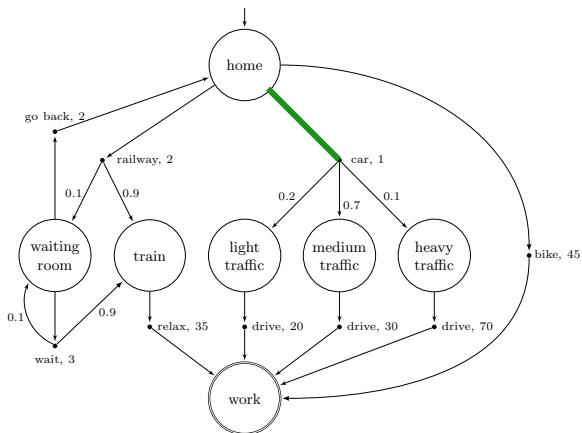 home
go back, 2
railway, 2
car, 1
0.1
0.9
0.2
0.7
0.1
waiting
room
train
light
traffic
medium
traffic
heavy
traffic
bike, 45
0.1
0.9
wait, 3
relax, 35
drive, 20
drive, 30
drive, 70
work